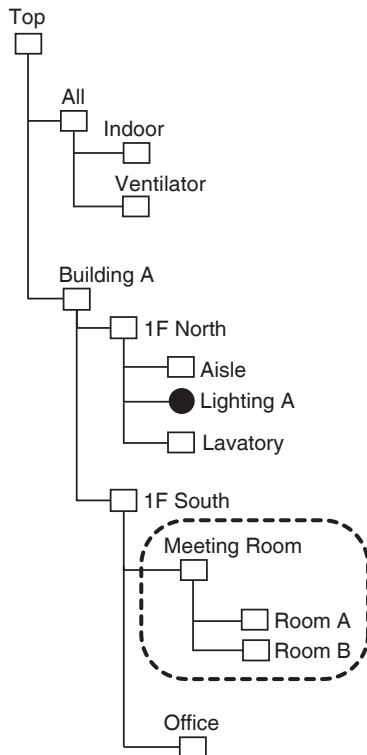 Top
All
Indoor
Ventilator
Building A
1F North
Aisle
Lighting A
Lavatory
1F South
Meeting Room
Room A
Room B
Office